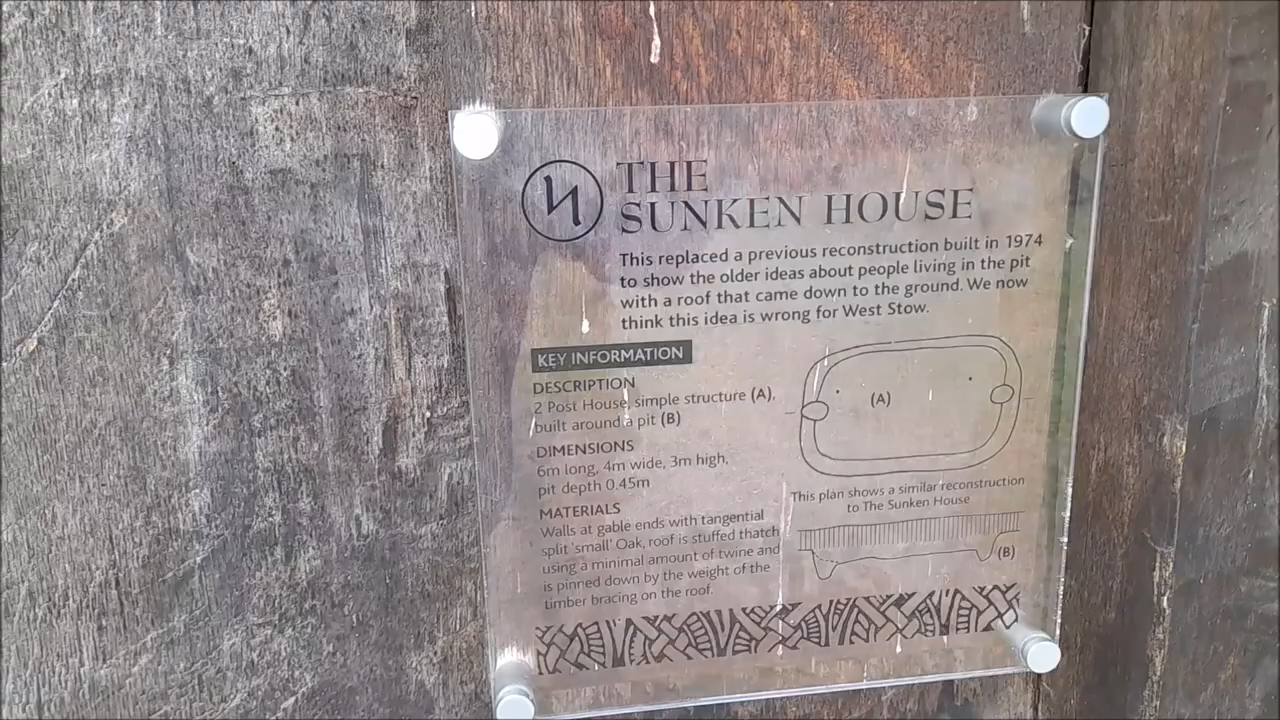 THE
SUNKEN HOUSE
This replaced a previous reconstruction built in 1974
to show the older ideas about people living in the pit
with a roof that came down to the ground. We now
think this idea is wrong for West Stow.
KEY INFORMATION
DESCRIPTION
2 Post House, simple structure (A),
built around a pit (B)
DIMENSIONS
6m long, 4m wide, 3m high,
pit depth 0.45m
MATERIALS
Walls at gable ends with tangential
split 'small' Oak, roof is stuffed thatch
using a minimal amount of twine and
is pinned down by the weight of the
timber bracing on the roof.
(A)
This plan shows a similar reconstruction
to The Sunken House
(B)